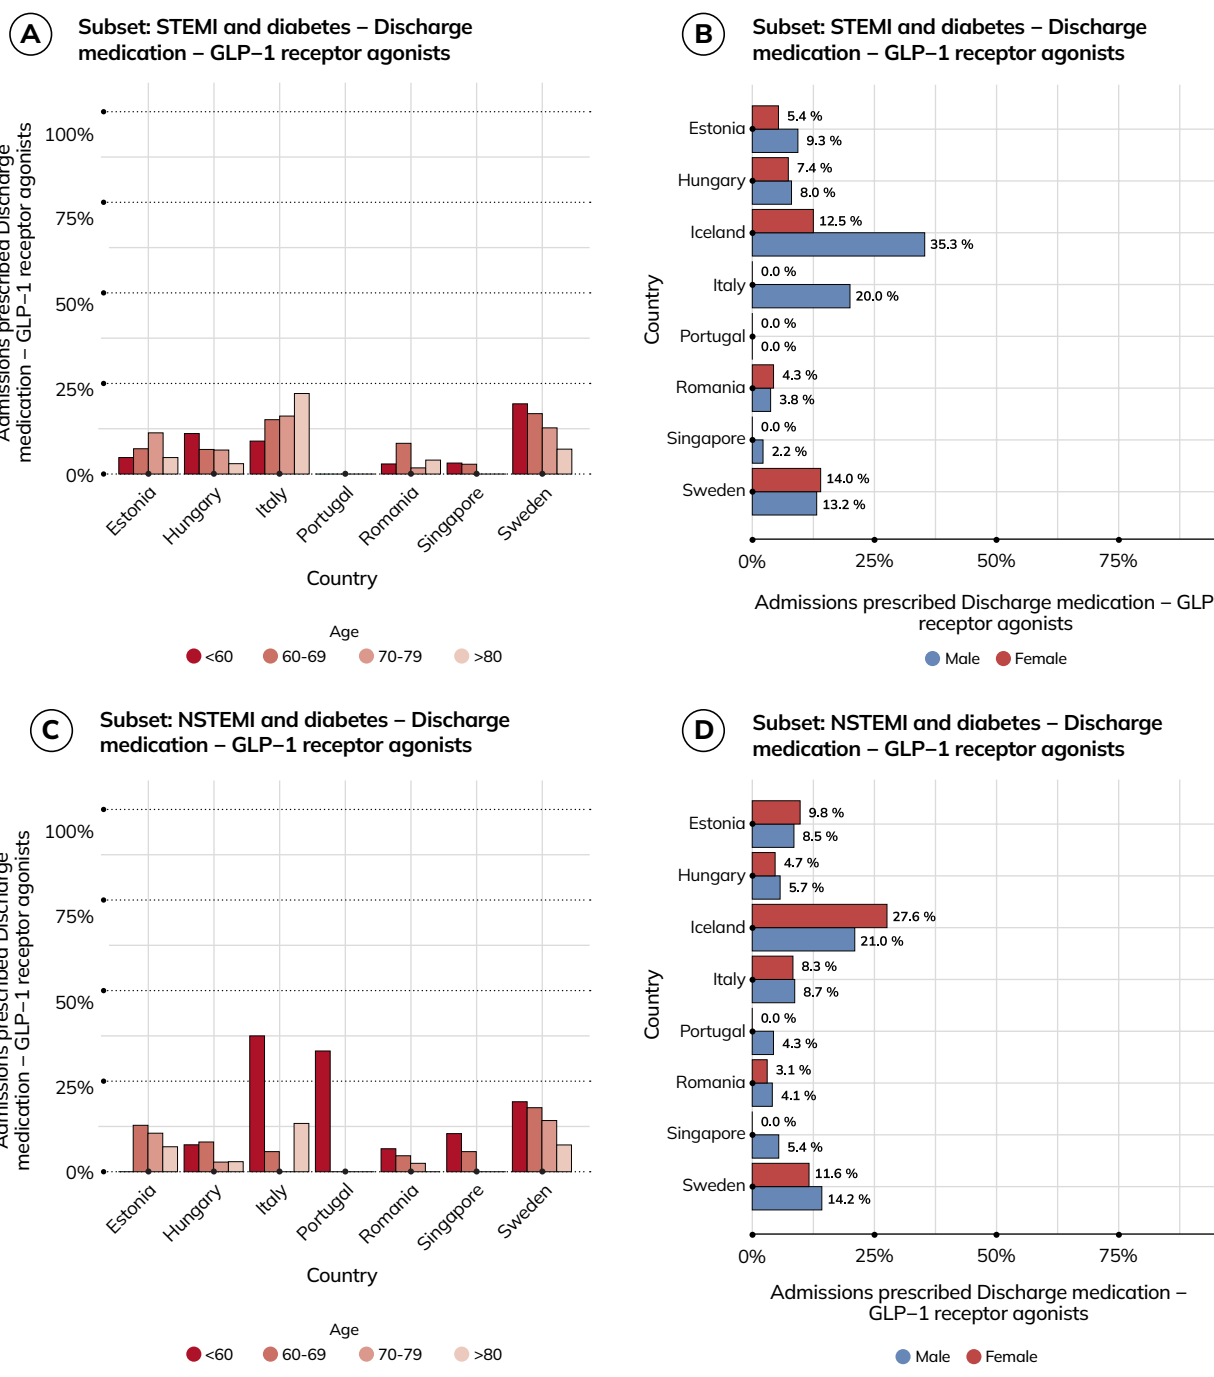 A
Subset: STEMI and diabetes – Discharge
medication – GLP–1 receptor agonists
Admissions prescribed Discharge
medication – GLP–1 receptor agonists
100%
75%
50%
25%
0%
Estonia
Hungary
Italy
Portugal
Romania
Singapore
Sweden
Country
Age
<60
60-69
70-79
>80
B
Subset: STEMI and diabetes – Discharge
medication – GLP–1 receptor agonists
Country
Estonia
5.4 %
9.3 %
Hungary
7.4 %
8.0 %
Iceland
12.5 %
35.3 %
Italy
0.0 %
20.0 %
Portugal
0.0 %
0.0 %
Romania
4.3 %
3.8 %
Singapore
0.0 %
2.2 %
Sweden
14.0 %
13.2 %
0%
25%
50%
75%
Admissions prescribed Discharge medication – GLP
receptor agonists
Male
Female
C
Subset: NSTEMI and diabetes – Discharge
medication – GLP–1 receptor agonists
Admissions prescribed Discharge
medication – GLP–1 receptor agonists
100%
75%
50%
25%
0%
Estonia
Hungary
Italy
Portugal
Romania
Singapore
Sweden
Country
Age
<60
60-69
70-79
>80
D
Subset: NSTEMI and diabetes – Discharge
medication – GLP–1 receptor agonists
Country
Estonia
9.8 %
8.5 %
Hungary
4.7 %
5.7 %
Iceland
27.6 %
21.0 %
Italy
8.3 %
8.7 %
Portugal
0.0 %
4.3 %
Romania
3.1 %
4.1 %
Singapore
0.0 %
5.4 %
Sweden
11.6 %
14.2 %
0%
25%
50%
75%
Admissions prescribed Discharge medication –
GLP–1 receptor agonists
Male
Female